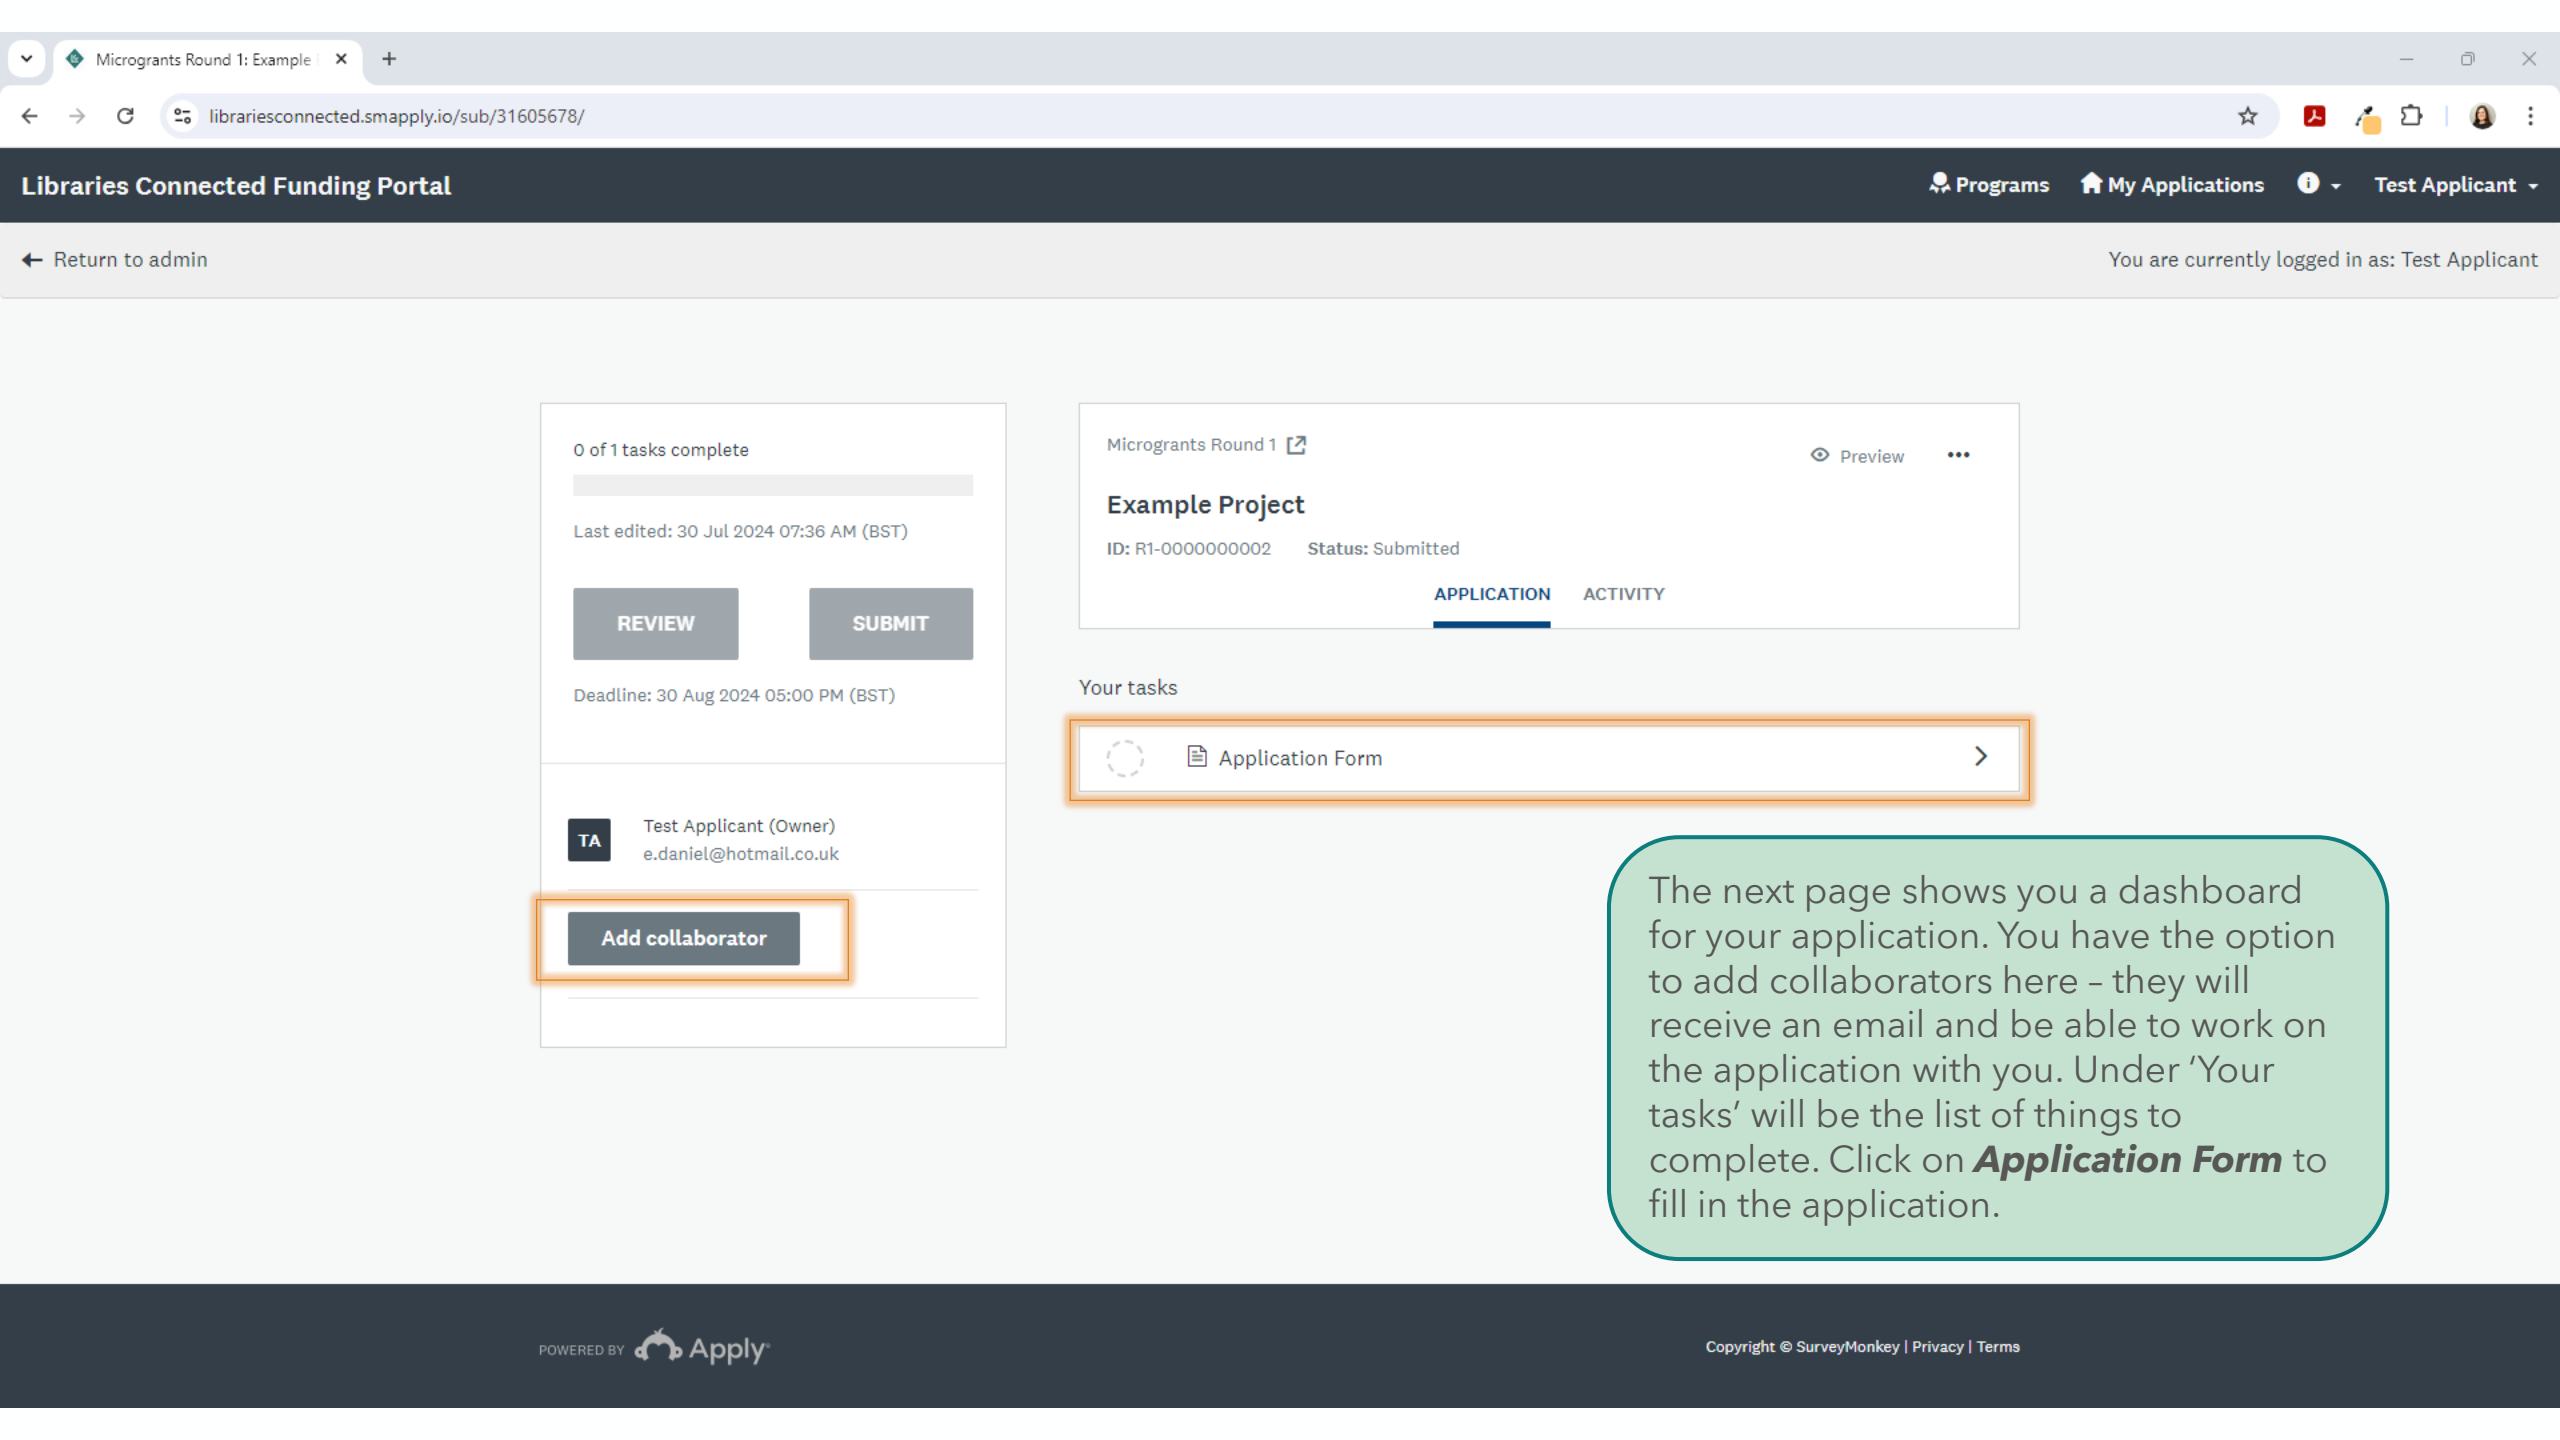 Microgrants Round 1: Example
librariesconnected.smapply.io/sub/31605678/
Libraries Connected Funding Portal
Programs
My Applications
Test Applicant
Return to admin
You are currently logged in as: Test Applicant
0 of 1 tasks complete
Last edited: 30 Jul 2024 07:36 AM (BST)
REVIEW
SUBMIT
Deadline: 30 Aug 2024 05:00 PM (BST)
TA
Test Applicant (Owner)
e.daniel@hotmail.co.uk
Add collaborator
Microgrants Round 1
Preview
Example Project
ID: R1-0000000002 Status: Submitted
APPLICATION ACTIVITY
Your tasks
Application Form
The next page shows you a dashboard
for your application. You have the option
to add collaborators here – they will
receive an email and be able to work on
the application with you. Under ‘Your
tasks’ will be the list of things to
complete. Click on Application Form to
fill in the application.
POWERED BY Apply
Copyright © SurveyMonkey | Privacy | Terms